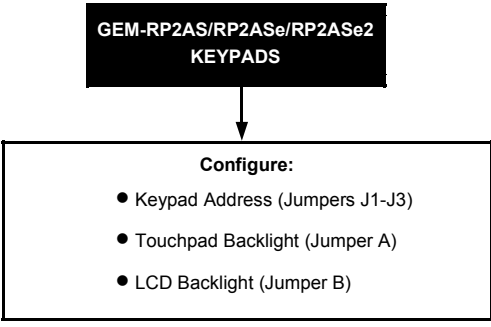 GEM-RP2AS/RP2ASe/RP2ASe2
KEYPADS
Configure:
● Keypad Address (Jumpers J1-J3)
● Touchpad Backlight (Jumper A)
● LCD Backlight (Jumper B)